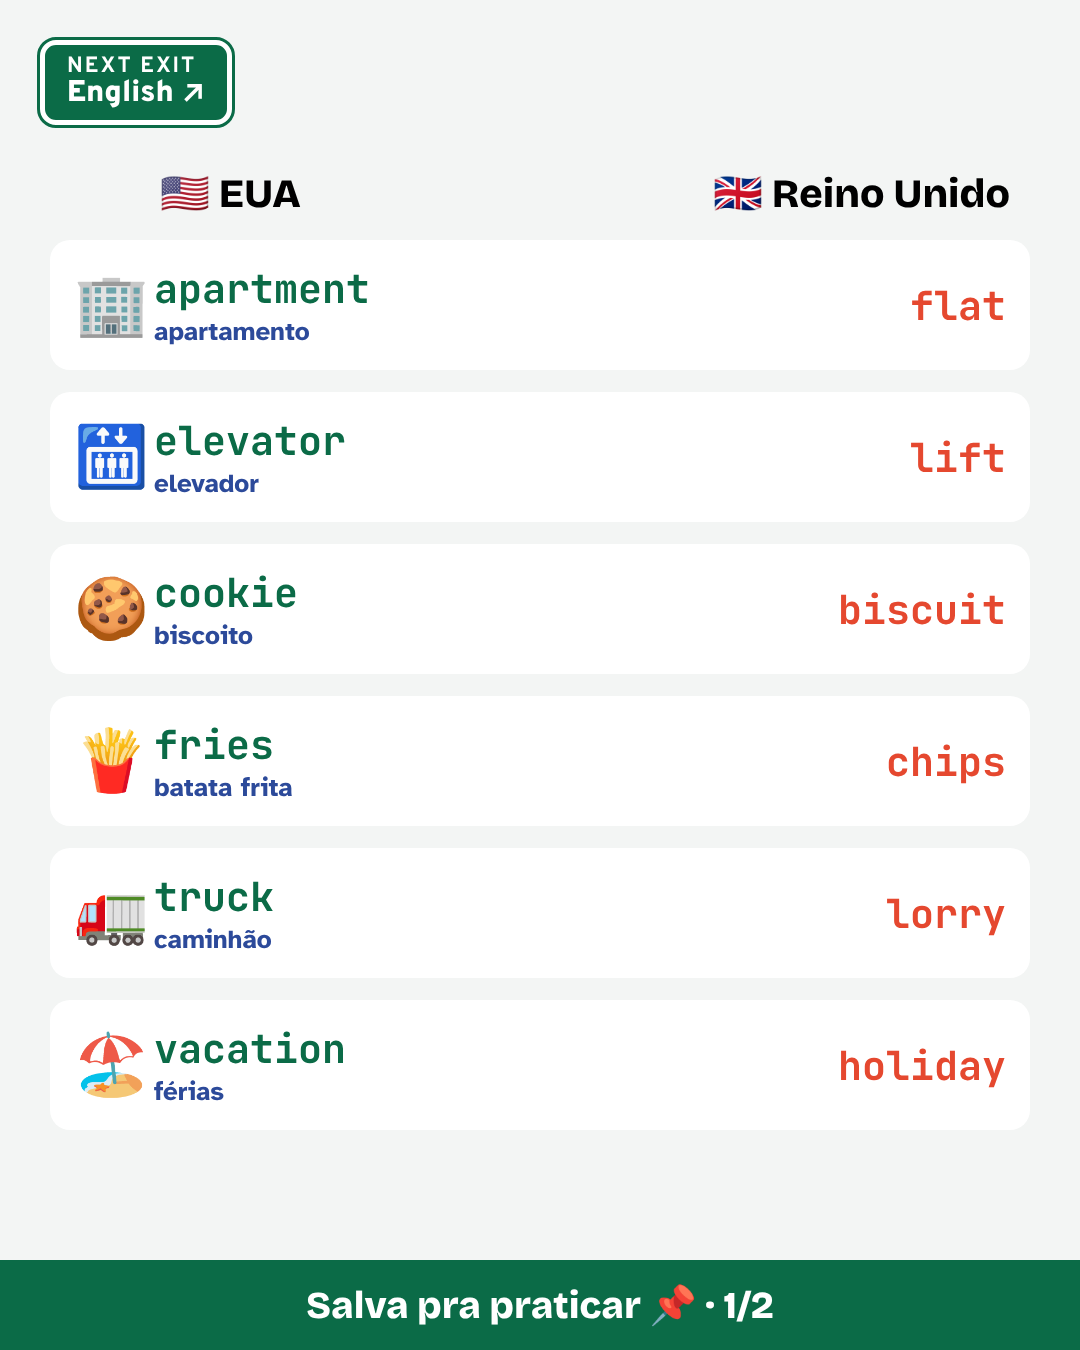 NEXT EXIT
English ↗
🇺🇸 EUA
🇬🇧 Reino Unido
apartment
apartamento
flat
elevator
elevador
lift
cookie
biscoito
biscuit
fries
batata frita
chips
truck
caminhão
lorry
vacation
férias
holiday
Salva pra praticar 📌 · 1/2